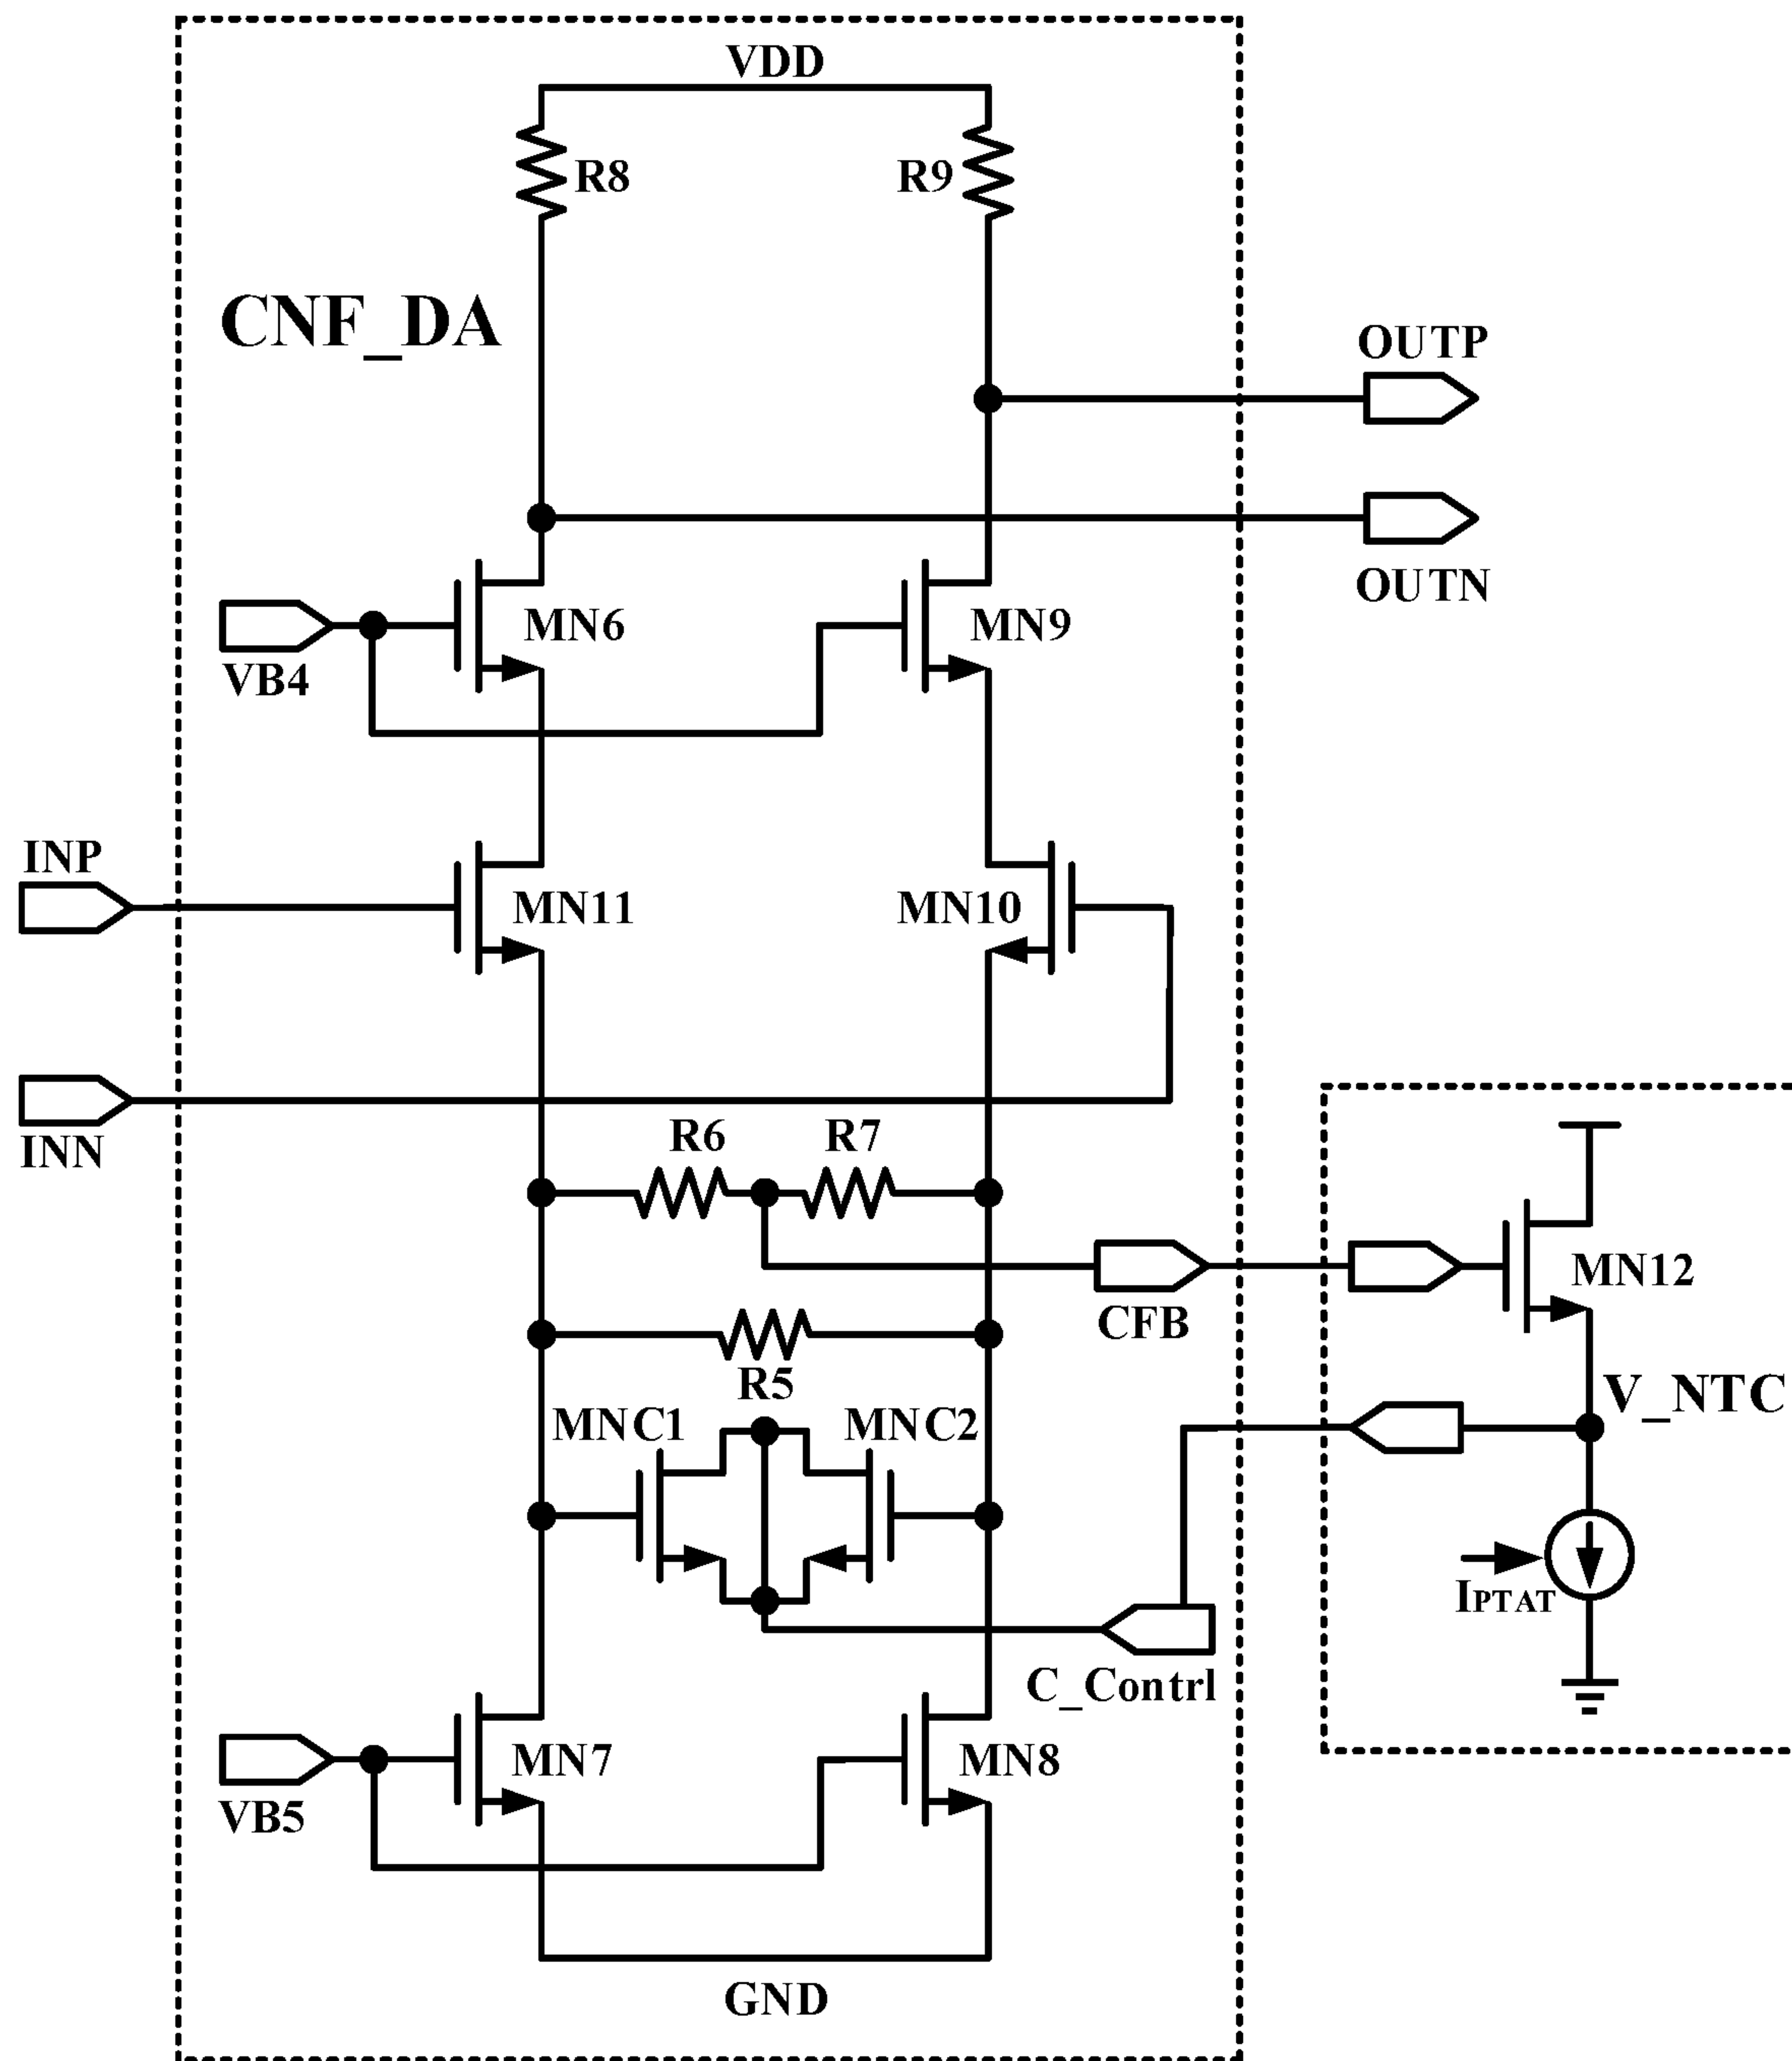 VDD
R8
R9
CNF_DA
OUTP
OUTN
MN6
MN9
VB4
INP
MN11
MN10
INN
R6
R7
MN12
CFB
R5
V_NTC
MNC1
MNC2
IPTAT
C_Contrl
MN7
MN8
VB5
GND